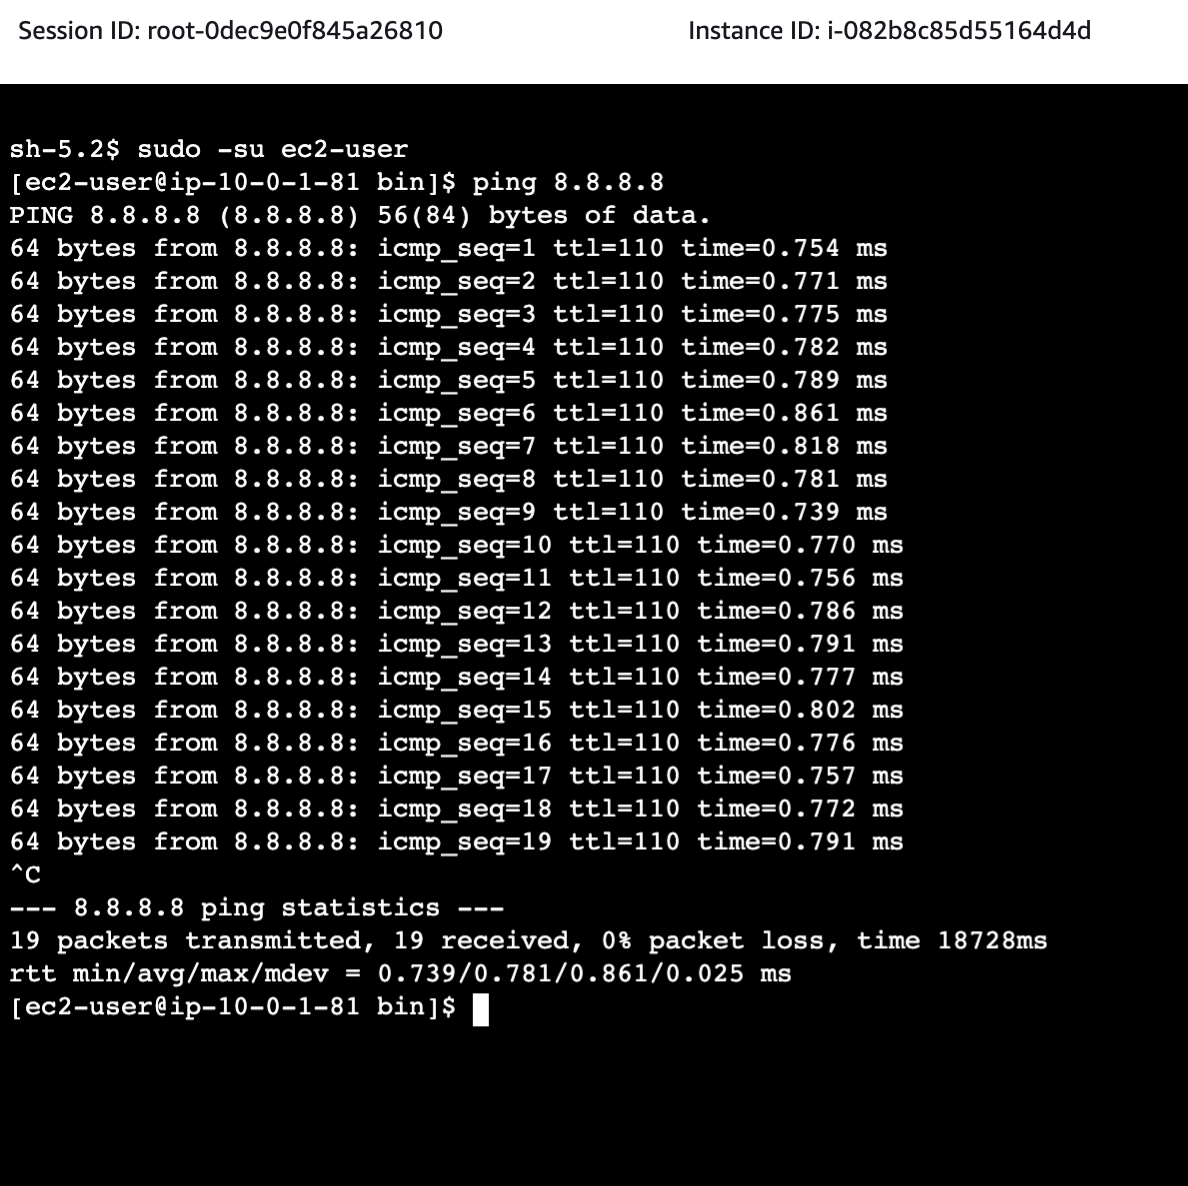 Session ID: root-0dec9e0f845a26810 Instance ID: i-082b8c85d55164d4d
sh-5.2$ sudo -su ec2-user
[ec2-user@ip-10-0-1-81 bin]$ ping 8.8.8.8
PING 8.8.8.8 (8.8.8.8) 56(84) bytes of data.
64 bytes from 8.8.8.8: icmp_seq=1 ttl=110 time=0.754 ms
64 bytes from 8.8.8.8: icmp_seq=2 ttl=110 time=0.771 ms
64 bytes from 8.8.8.8: icmp_seq=3 ttl=110 time=0.775 ms
64 bytes from 8.8.8.8: icmp_seq=4 ttl=110 time=0.782 ms
64 bytes from 8.8.8.8: icmp_seq=5 ttl=110 time=0.789 ms
64 bytes from 8.8.8.8: icmp_seq=6 ttl=110 time=0.861 ms
64 bytes from 8.8.8.8: icmp_seq=7 ttl=110 time=0.818 ms
64 bytes from 8.8.8.8: icmp_seq=8 ttl=110 time=0.781 ms
64 bytes from 8.8.8.8: icmp_seq=9 ttl=110 time=0.739 ms
64 bytes from 8.8.8.8: icmp_seq=10 ttl=110 time=0.770 ms
64 bytes from 8.8.8.8: icmp_seq=11 ttl=110 time=0.756 ms
64 bytes from 8.8.8.8: icmp_seq=12 ttl=110 time=0.786 ms
64 bytes from 8.8.8.8: icmp_seq=13 ttl=110 time=0.791 ms
64 bytes from 8.8.8.8: icmp_seq=14 ttl=110 time=0.777 ms
64 bytes from 8.8.8.8: icmp_seq=15 ttl=110 time=0.802 ms
64 bytes from 8.8.8.8: icmp_seq=16 ttl=110 time=0.776 ms
64 bytes from 8.8.8.8: icmp_seq=17 ttl=110 time=0.757 ms
64 bytes from 8.8.8.8: icmp_seq=18 ttl=110 time=0.772 ms
64 bytes from 8.8.8.8: icmp_seq=19 ttl=110 time=0.791 ms
^C
--- 8.8.8.8 ping statistics ---
19 packets transmitted, 19 received, 0% packet loss, time 18728ms
rtt min/avg/max/mdev = 0.739/0.781/0.861/0.025 ms
[ec2-user@ip-10-0-1-81 bin]$